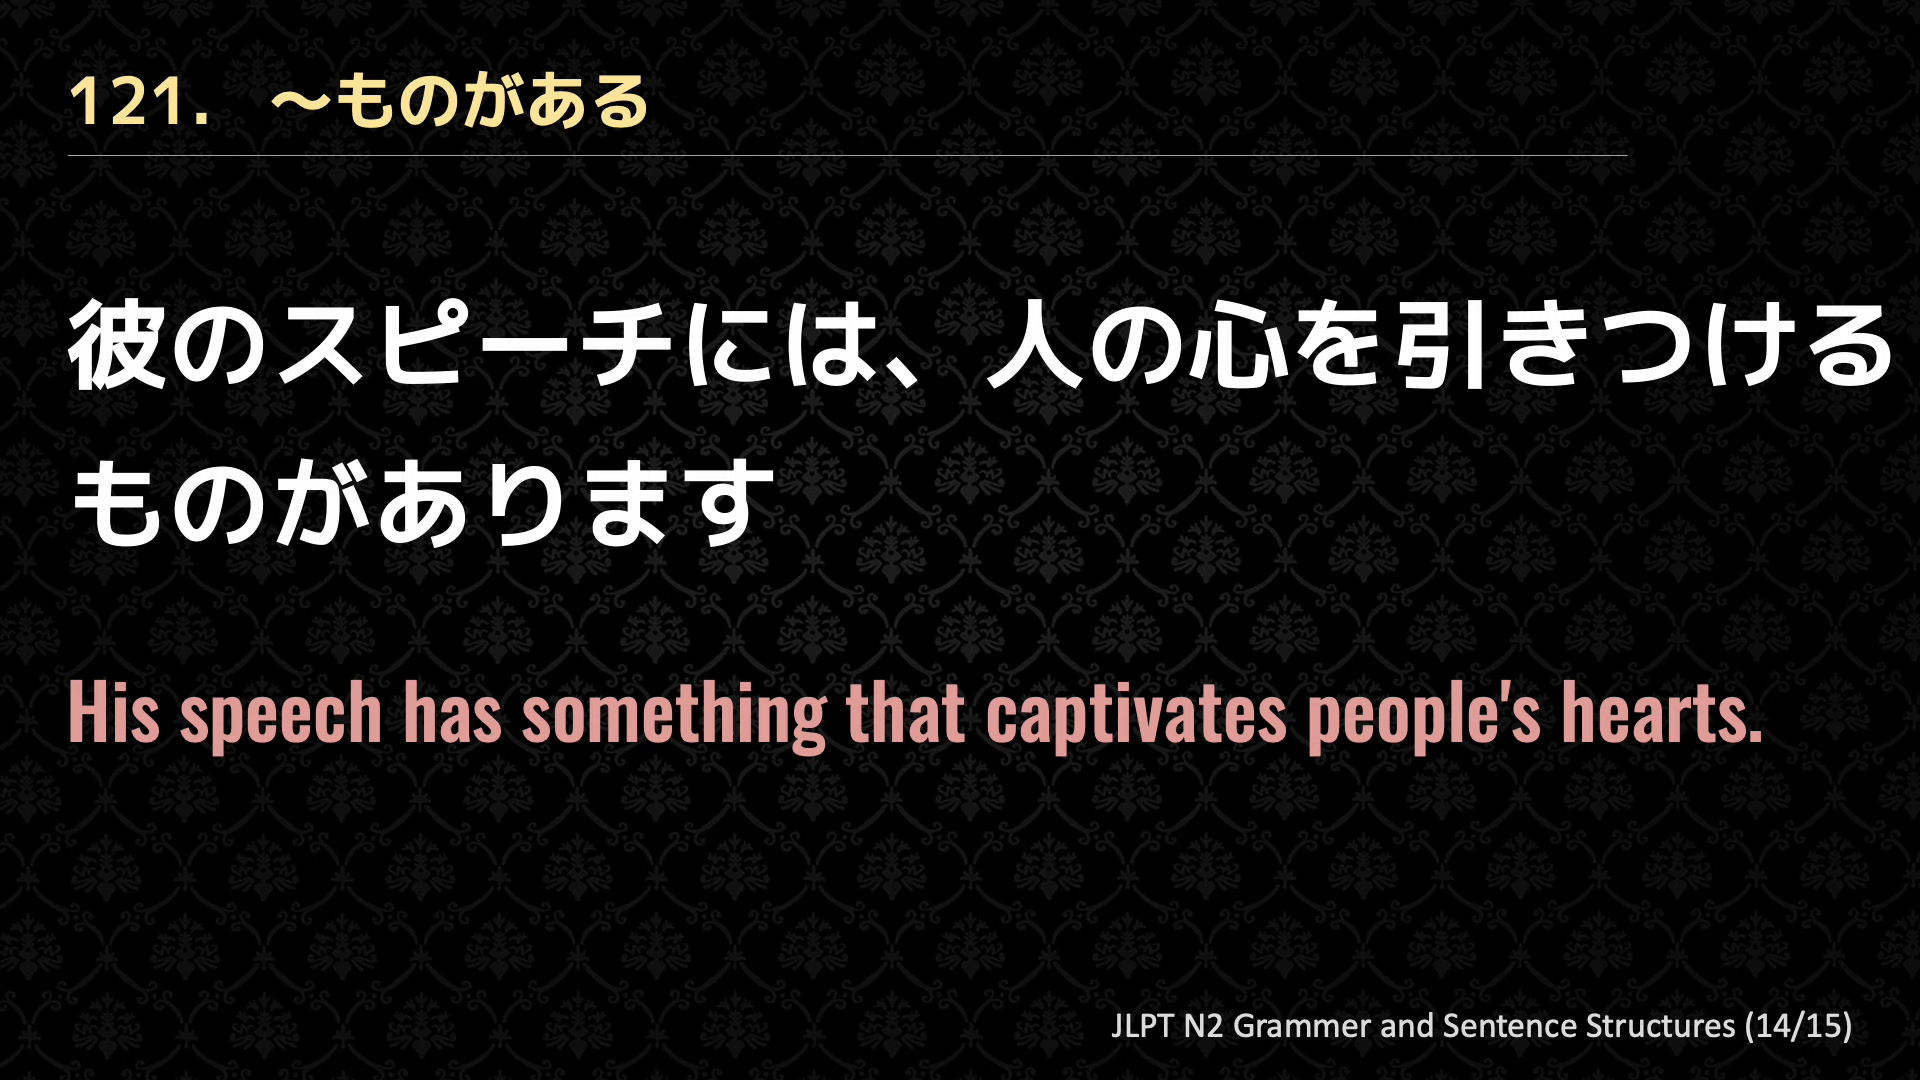 121.　～ものがある
彼のスピーチには、人の心を引きつける
ものがあります
His speech has something that captivates people's hearts.
JLPT N2 Grammer and Sentence Structures (14/15)